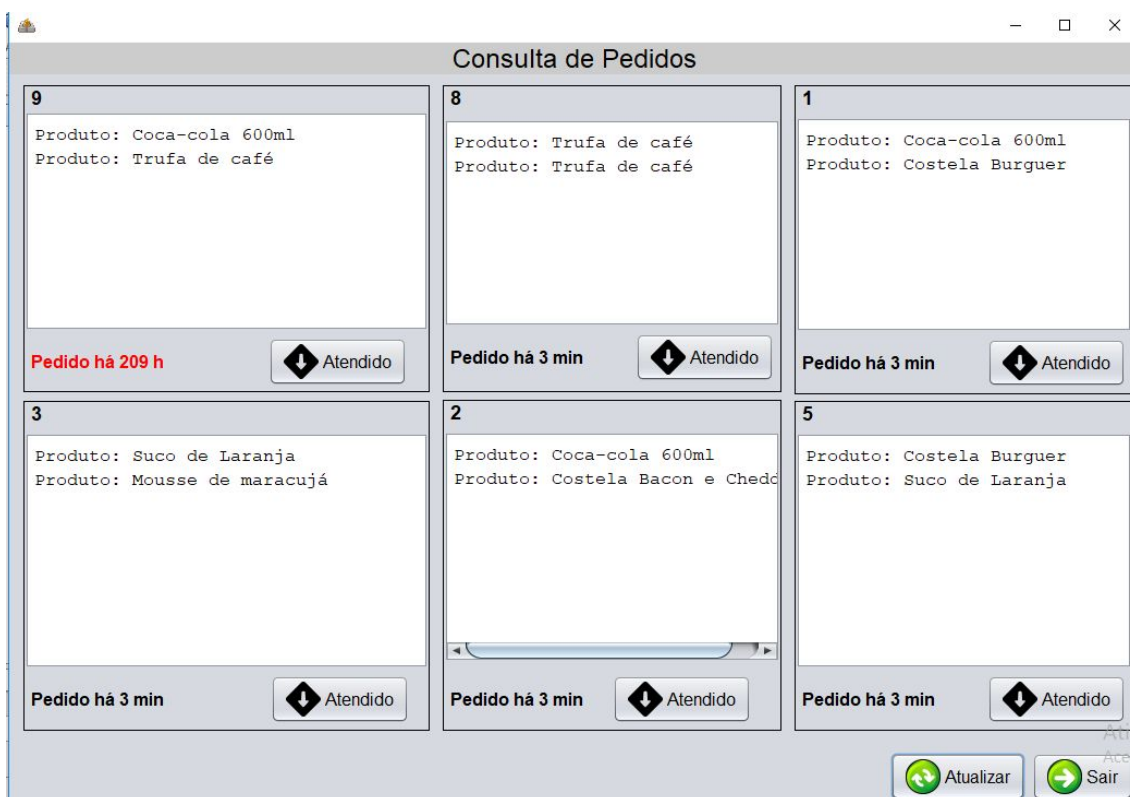 Consulta de Pedidos
9
Produto: Coca-cola 600ml
Produto: Trufa de café
Pedido há 209 h
Atendido
8
Produto: Trufa de café
Produto: Trufa de café
Pedido há 3 min
Atendido
1
Produto: Coca-cola 600ml
Produto: Costela Burguer
Pedido há 3 min
Atendido
3
Produto: Suco de Laranja
Produto: Mousse de maracujá
Pedido há 3 min
Atendido
2
Produto: Coca-cola 600ml
Produto: Costela Bacon e Chedd
Pedido há 3 min
Atendido
5
Produto: Costela Burguer
Produto: Suco de Laranja
Pedido há 3 min
Atendido
Ati
Ace
Atualizar
Sair